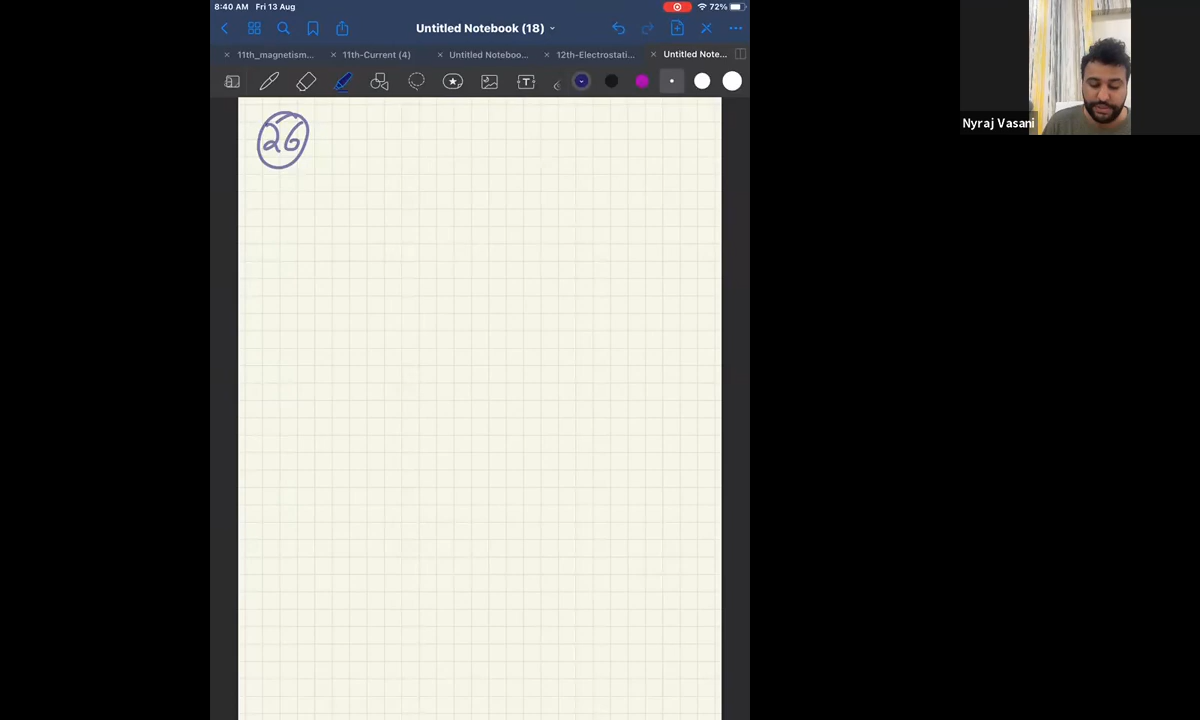 8:40 AM Fri 13 Aug 72%
Untitled Notebook (18)
11th_magnetism... 11th-Current (4) Untitled Noteboo... 12th-Electrostati... Untitled Note...
26
Nyraj Vasani